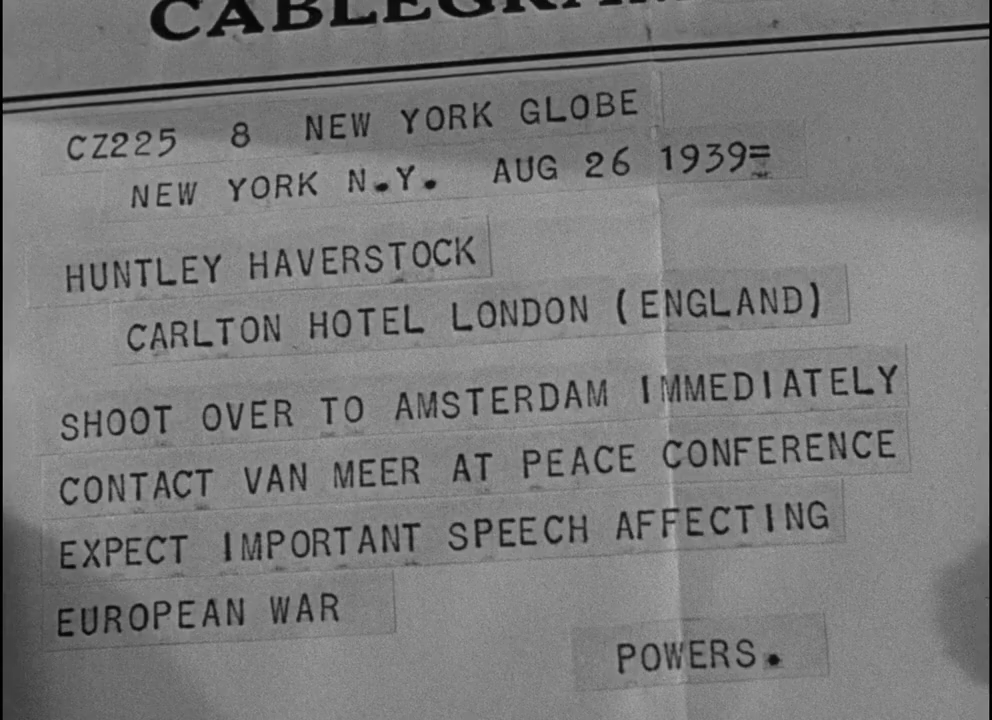 CABLEGRAM
CZ225 8 NEW YORK GLOBE
NEW YORK N.Y. AUG 26 1939=
HUNTLEY HAVERSTOCK
CARLTON HOTEL LONDON (ENGLAND)
SHOOT OVER TO AMSTERDAM IMMEDIATELY
CONTACT VAN MEER AT PEACE CONFERENCE
EXPECT IMPORTANT SPEECH AFFECTING
EUROPEAN WAR
POWERS.